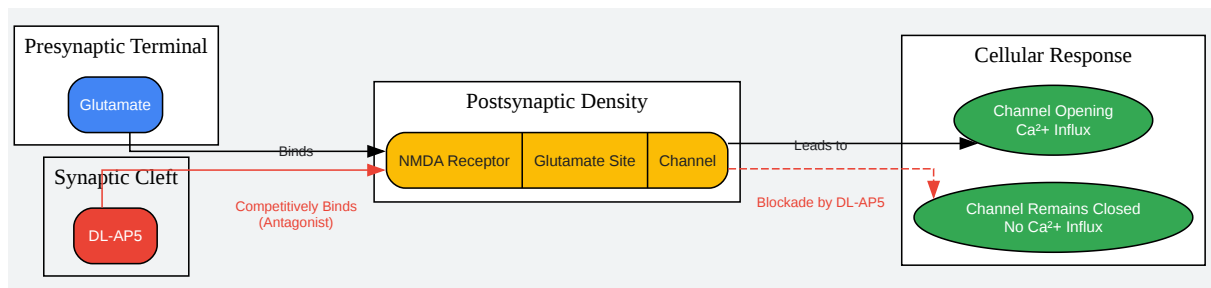 Presynaptic Terminal
Glutamate
Synaptic Cleft
DL-AP5
Binds
Competitively Binds
(Antagonist)
Postsynaptic Density
NMDA Receptor
Glutamate Site
Channel
Leads to
Blockade by DL-AP5
Cellular Response
Channel Opening
Ca²+ Influx
Channel Remains Closed
No Ca²+ Influx